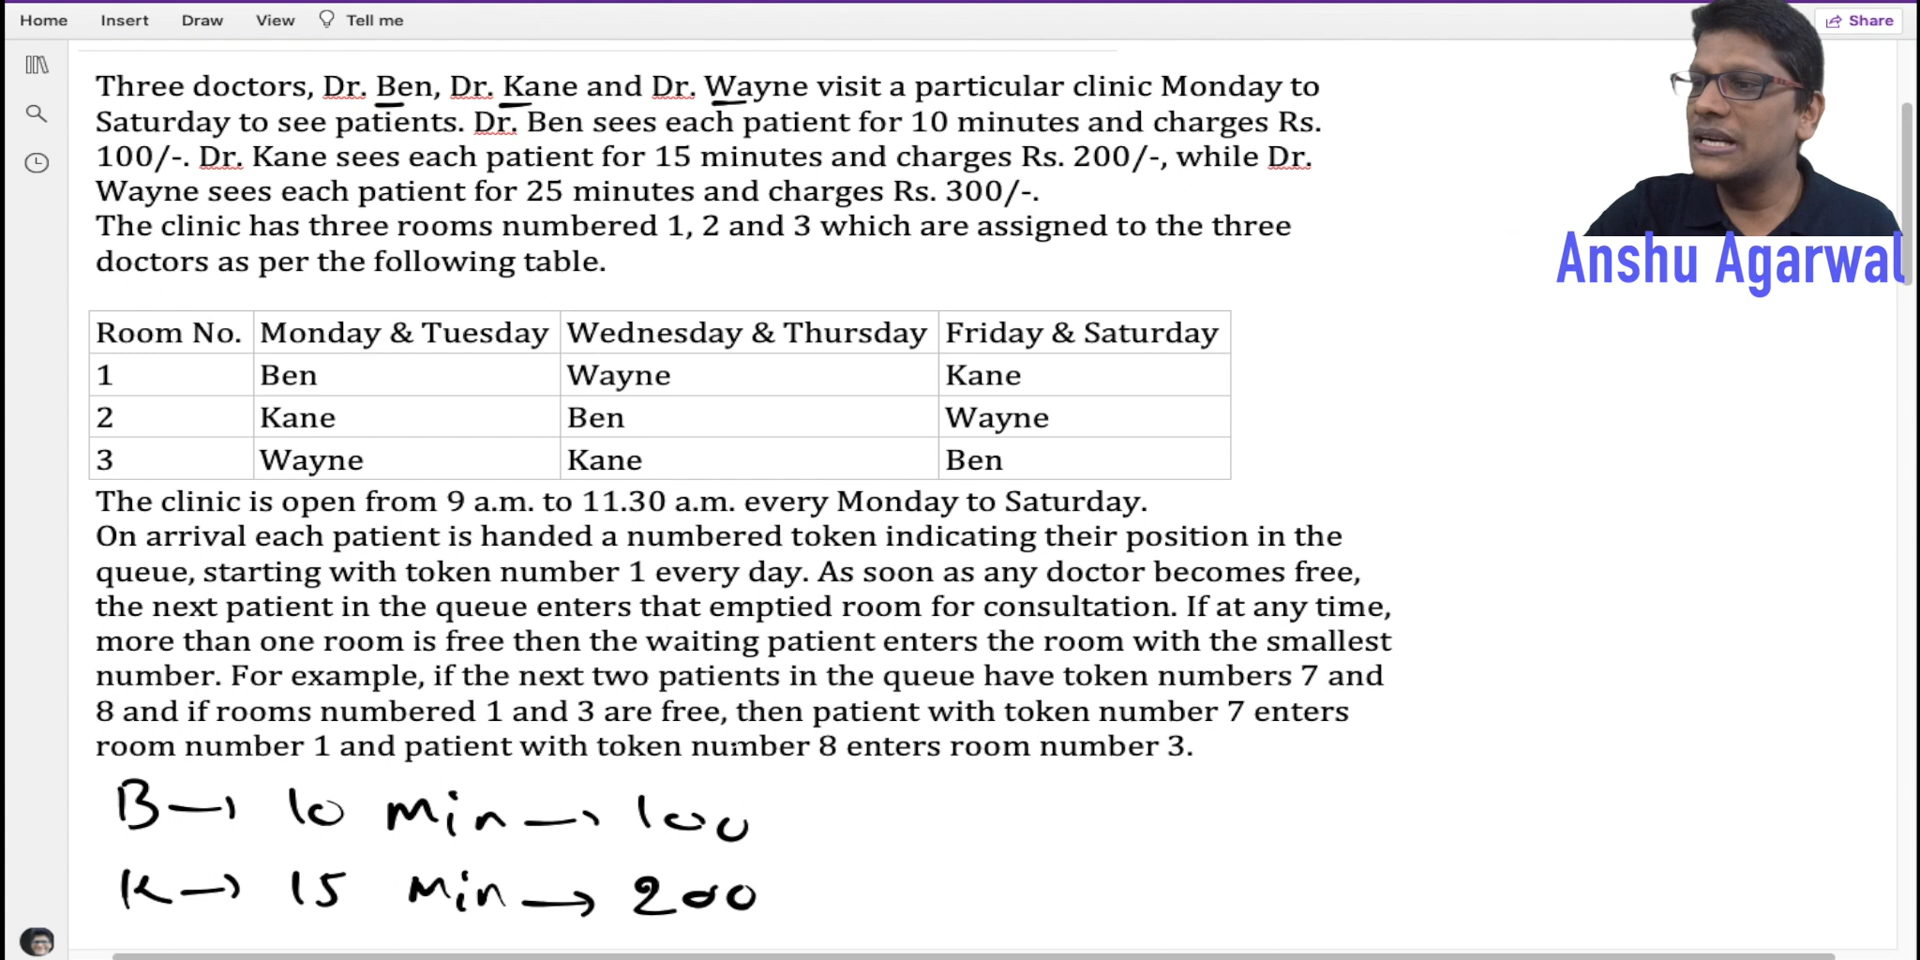 Home Insert Draw View Tell me Share
Three doctors, Dr. Ben, Dr. Kane and Dr. Wayne visit a particular clinic Monday to
Saturday to see patients. Dr. Ben sees each patient for 10 minutes and charges Rs.
100/-. Dr. Kane sees each patient for 15 minutes and charges Rs. 200/-, while Dr.
Wayne sees each patient for 25 minutes and charges Rs. 300/-.
The clinic has three rooms numbered 1, 2 and 3 which are assigned to the three
doctors as per the following table.
Anshu Agarwal
Room No. Monday & Tuesday Wednesday & Thursday Friday & Saturday
1 Ben Wayne Kane
2 Kane Ben Wayne
3 Wayne Kane Ben
The clinic is open from 9 a.m. to 11.30 a.m. every Monday to Saturday.
On arrival each patient is handed a numbered token indicating their position in the
queue, starting with token number 1 every day. As soon as any doctor becomes free,
the next patient in the queue enters that emptied room for consultation. If at any time,
more than one room is free then the waiting patient enters the room with the smallest
number. For example, if the next two patients in the queue have token numbers 7 and
8 and if rooms numbered 1 and 3 are free, then patient with token number 7 enters
room number 1 and patient with token number 8 enters room number 3.
B → 10 min → 100
K → 15 min → 200